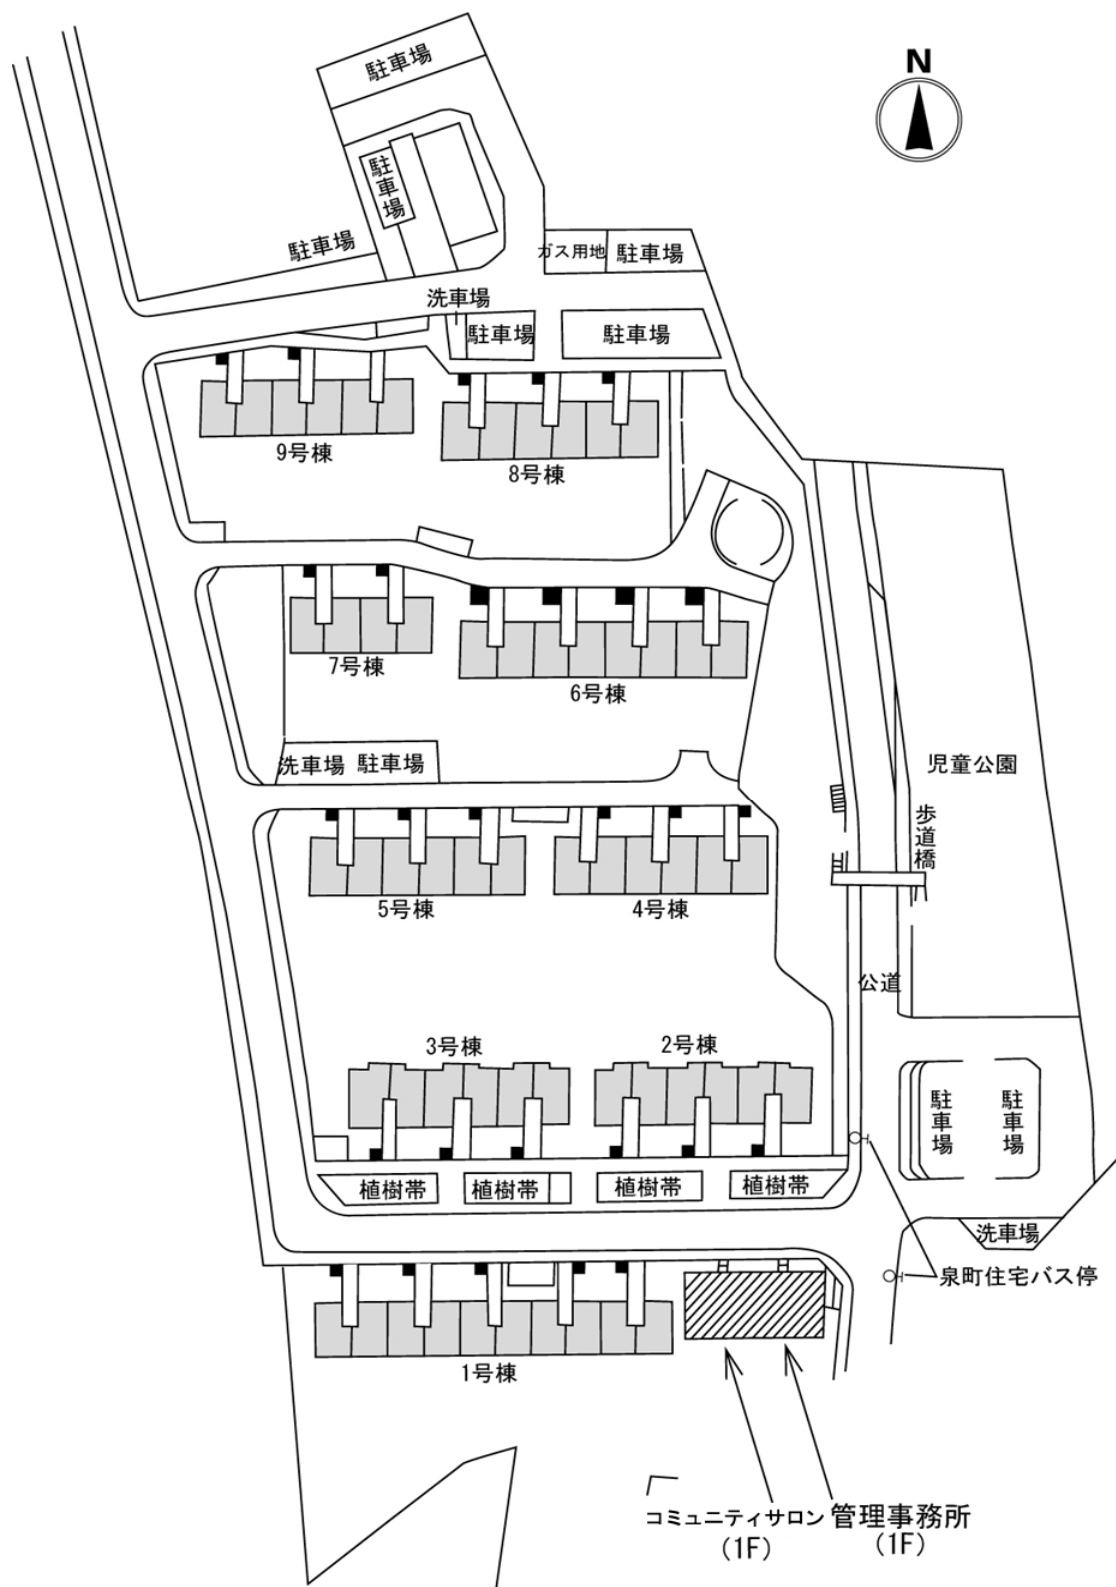 駐車場
N
駐車場
駐車場
ガス用地
駐車場
洗車場
駐車場
駐車場
9号棟
8号棟
7号棟
6号棟
洗車場
駐車場
児童公園
歩道橋
5号棟
4号棟
公道
3号棟
2号棟
駐車場
駐車場
植樹帯
植樹帯
植樹帯
植樹帯
洗車場
泉町住宅バス停
1号棟
コミュニティサロン
(1F)
管理事務所
(1F)